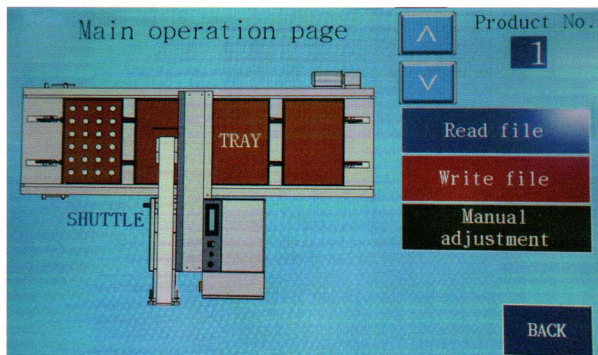 Main operation page
Product No.
1
Read file
TRAY
Write file
SHUTTLE
Manual
adjustment
BACK